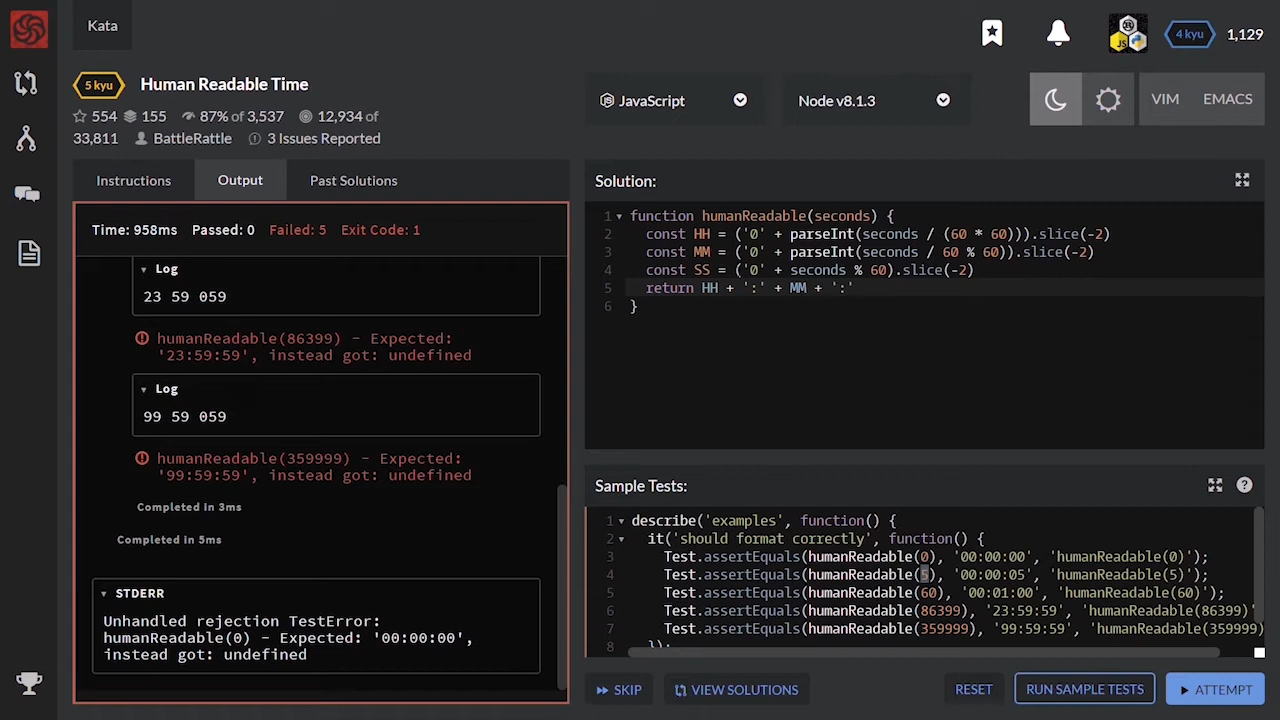 Kata
4 kyu
1,129
5 kyu
Human Readable Time
554 155 87% of 3,537 12,934 of
33,811 BattleRattle 3 Issues Reported
JavaScript
Node v8.1.3
VIM
EMACS
Instructions
Output
Past Solutions
Time: 958ms Passed: 0 Failed: 5 Exit Code: 1
Log
23 59 059
humanReadable(86399) - Expected:
'23:59:59', instead got: undefined
Log
99 59 059
humanReadable(359999) - Expected:
'99:59:59', instead got: undefined
Completed in 3ms
Completed in 5ms
STDERR
Unhandled rejection TestError:
humanReadable(0) - Expected: '00:00:00',
instead got: undefined
Solution:
1 function humanReadable(seconds) {
2 const HH = ('0' + parseInt(seconds / (60 * 60))).slice(-2)
3 const MM = ('0' + parseInt(seconds / 60 % 60)).slice(-2)
4 const SS = ('0' + seconds % 60).slice(-2)
5 return HH + ':' + MM + ':'
6 }
Sample Tests:
?
1 describe('examples', function() {
2 it('should format correctly', function() {
3 Test.assertEquals(humanReadable(0), '00:00:00', 'humanReadable(0)');
4 Test.assertEquals(humanReadable(5), '00:00:05', 'humanReadable(5)');
5 Test.assertEquals(humanReadable(60), '00:01:00', 'humanReadable(60)');
6 Test.assertEquals(humanReadable(86399), '23:59:59', 'humanReadable(86399)'
7 Test.assertEquals(humanReadable(359999), '99:59:59', 'humanReadable(359999)
8 });
SKIP
VIEW SOLUTIONS
RESET
RUN SAMPLE TESTS
ATTEMPT